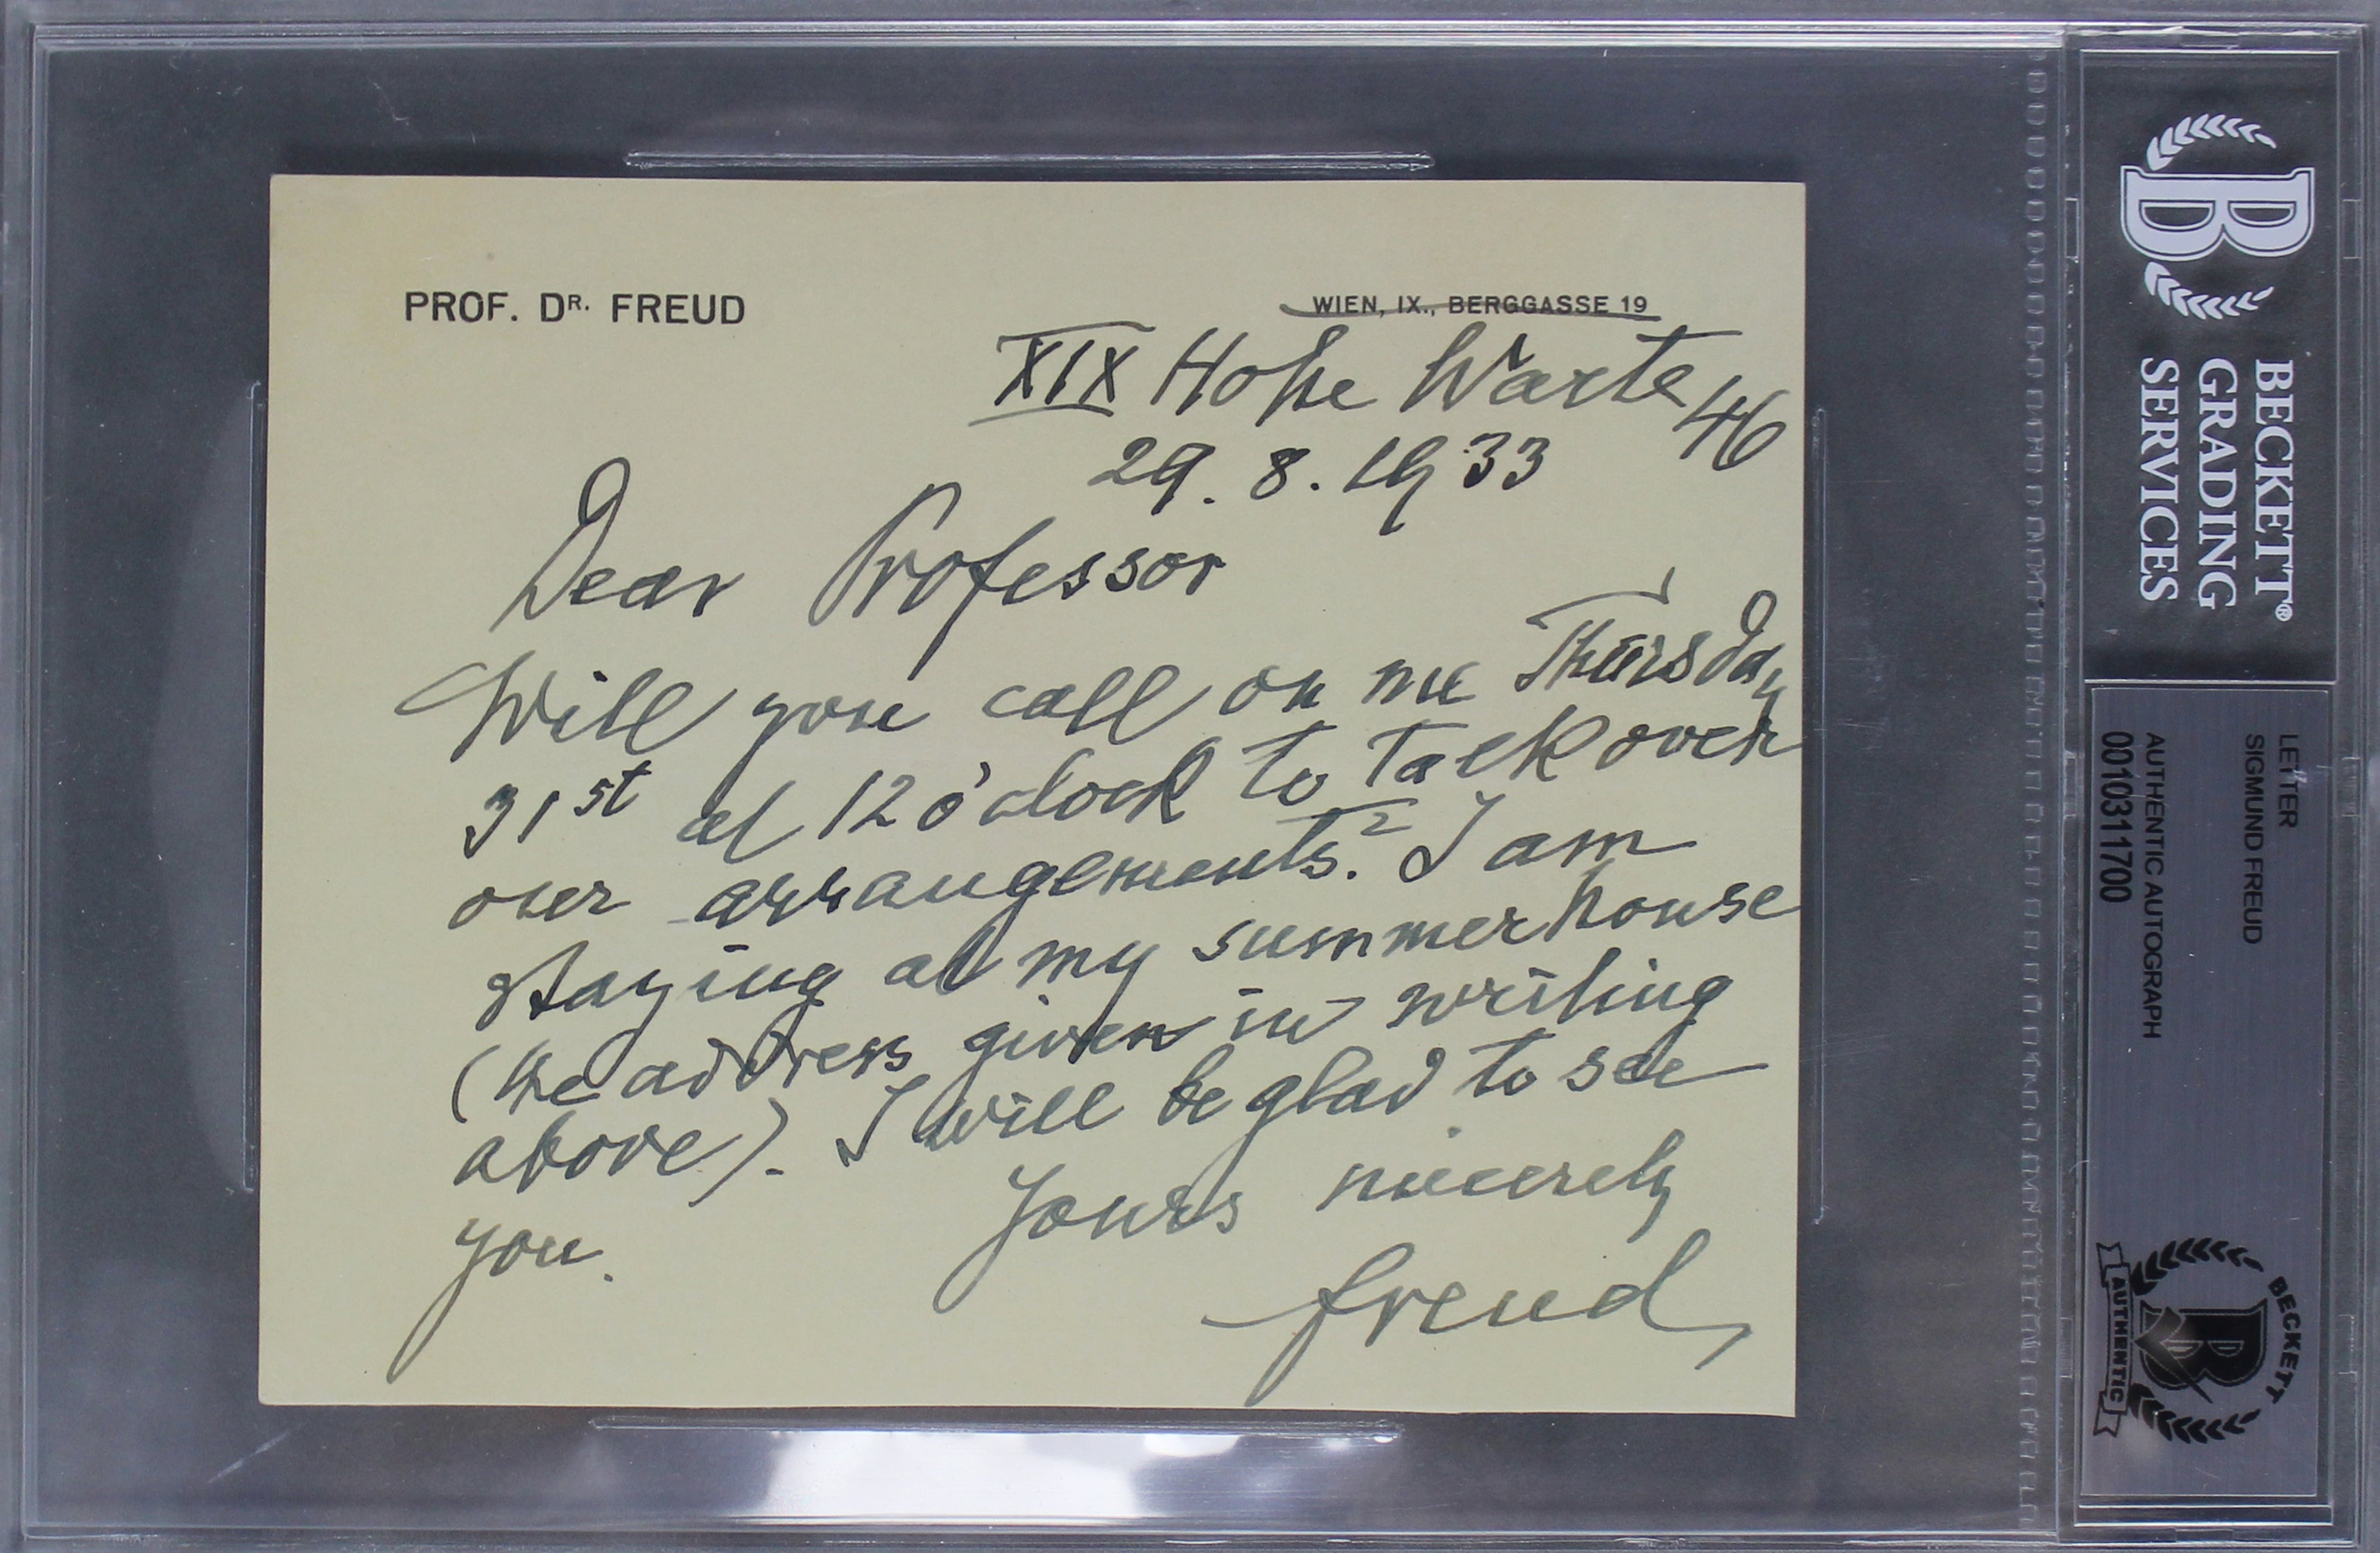 PROF. DR. FREUD
WIEN, IX., BERGGASSE 19
XIX Hohe Warte 46
29. 8. 1933
Dear Professor
Will you call on me Thursday
31st at 12 o'clock to talk over
our arrangements. I am
staying at my summerhouse
(the address given in writing
above). I will be glad to see
you.
Yours sincerely
Freud
BECKETT®
GRADING
SERVICES
LETTER
SIGMUND FREUD
AUTHENTIC AUTOGRAPH
0010311700
B
BECKETT
AUTHENTIC